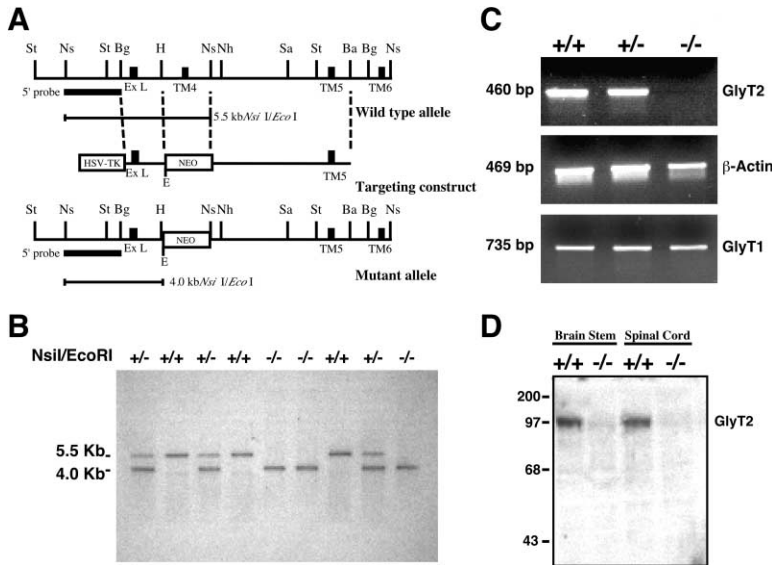 A
St Ns St Bg H Ns Nh Sa St Ba Bg Ns
Ex L TM4 TM5 TM6
5' probe
5.5 kbNsi I/Eco I
Wild type allele
HSV-TK Ex L NEO TM5
E
Targeting construct
St Ns St Bg H Ns Nh Sa St Ba Bg Ns
Ex L NEO TM5 TM6
5' probe E
Mutant allele
4.0 kbNsi I/Eco I
B
NsiI/EcoRI +/- +/+ +/- +/+ -/- -/- +/+ +/- -/-
5.5 Kb-
4.0 Kb-
C
+/+ +/- -/-
460 bp GlyT2
469 bp β-Actin
735 bp GlyT1
D
Brain Stem Spinal Cord
+/+ -/- +/+ -/-
200-
97- GlyT2
68-
43-